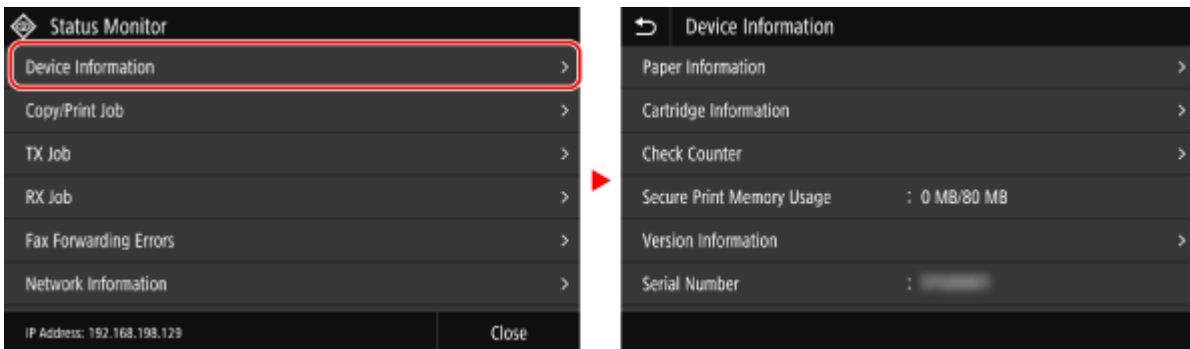 Status Monitor
Device Information
Copy/Print Job
TX Job
RX Job
Fax Forwarding Errors
Network Information
IP Address: 192.168.198.129
Close
Device Information
Paper Information
Cartridge Information
Check Counter
Secure Print Memory Usage : 0 MB/80 MB
Version Information
Serial Number :